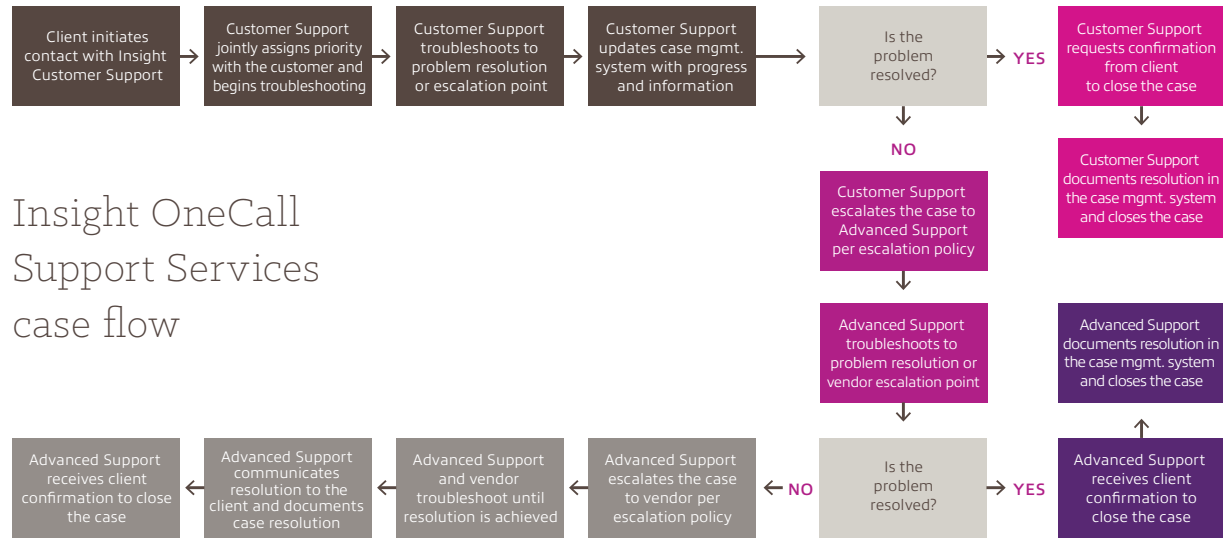 Client initiates
contact with Insight
Customer Support
Customer Support
jointly assigns priority
with the customer and
begins troubleshooting
Customer Support
troubleshoots to
problem resolution
or escalation point
Customer Support
updates case mgmt.
system with progress
and information
Is the
problem
resolved?
YES
Customer Support
requests confirmation
from client
to close the case
NO
Customer Support
documents resolution in
the case mgmt. system
and closes the case
Insight OneCall
Support Services
case flow
Customer Support
escalates the case to
Advanced Support
per escalation policy
Advanced Support
troubleshoots to
problem resolution or
vendor escalation point
Advanced Support
documents resolution in
the case mgmt. system
and closes the case
Advanced Support
receives client
confirmation to close
the case
Advanced Support
communicates
resolution to the
client and documents
case resolution
Advanced Support
and vendor
troubleshoot until
resolution is achieved
Advanced Support
escalates the case
to vendor per
escalation policy
NO
Is the
problem
resolved?
YES
Advanced Support
receives client
confirmation to
close the case